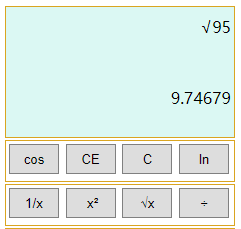 √95
9.74679
cos CE C ln
1/x x² √x ÷